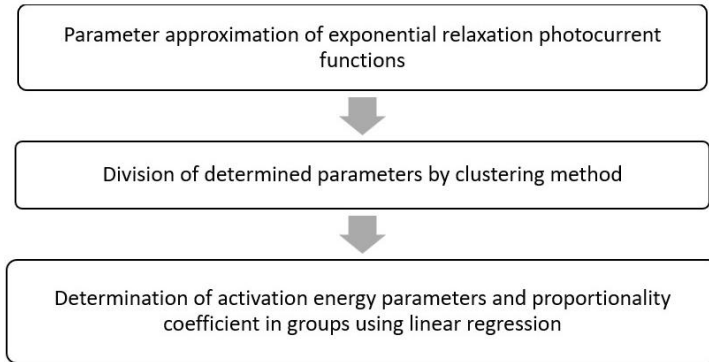 Parameter approximation of exponential relaxation photocurrent
functions
Division of determined parameters by clustering method
Determination of activation energy parameters and proportionality
coefficient in groups using linear regression